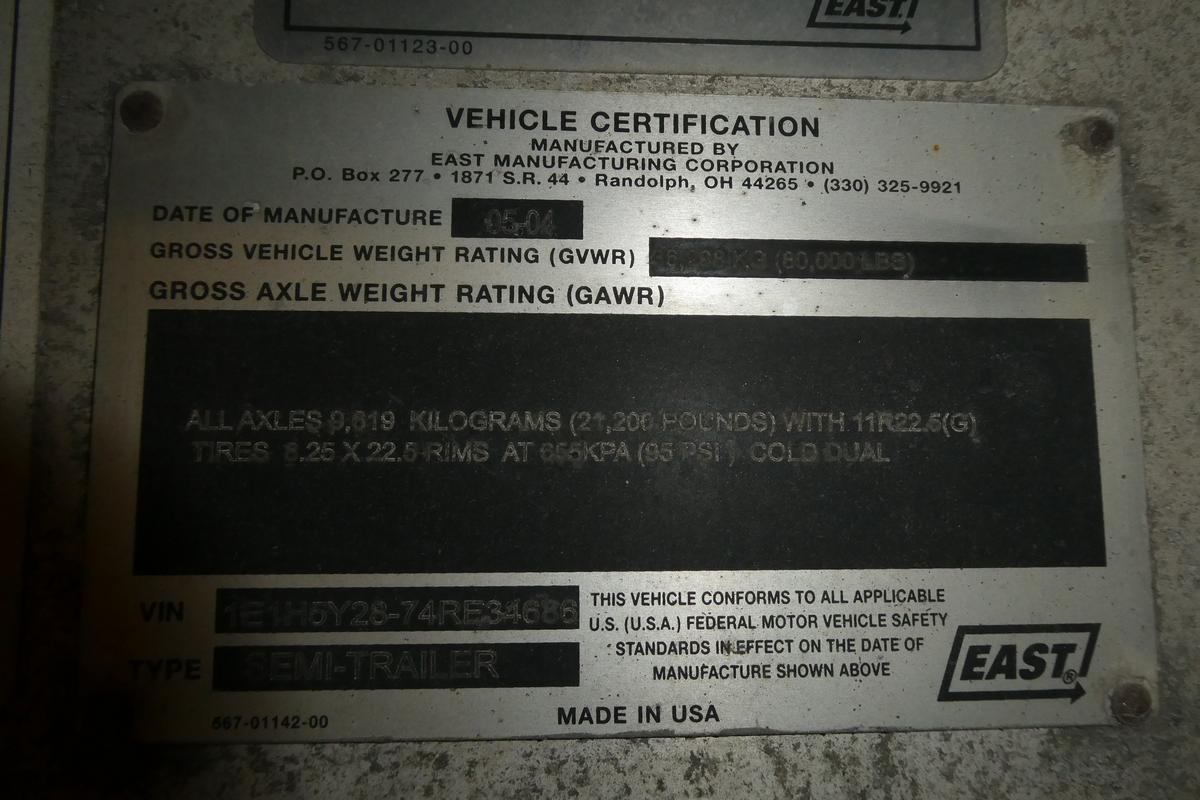 EAST
567-01123-00
VEHICLE CERTIFICATION
MANUFACTURED BY
EAST MANUFACTURING CORPORATION
P.O. Box 277 • 1871 S.R. 44 • Randolph, OH 44265 • (330) 325-9921
DATE OF MANUFACTURE 05-04
GROSS VEHICLE WEIGHT RATING (GVWR) KG (80,000 LBS)
GROSS AXLE WEIGHT RATING (GAWR)
ALL AXLES 9,619 KILOGRAMS (21,200 POUNDS) WITH 11R22.5(G)
TIRES 8.25 X 22.5 RIMS AT 655KPA (95 PSI ) COLD DUAL
VIN 1E1H5Y28-74RE34686
TYPE SEMI-TRAILER
THIS VEHICLE CONFORMS TO ALL APPLICABLE
U.S. (U.S.A.) FEDERAL MOTOR VEHICLE SAFETY
STANDARDS IN EFFECT ON THE DATE OF
MANUFACTURE SHOWN ABOVE
EAST®
567-01142-00
MADE IN USA